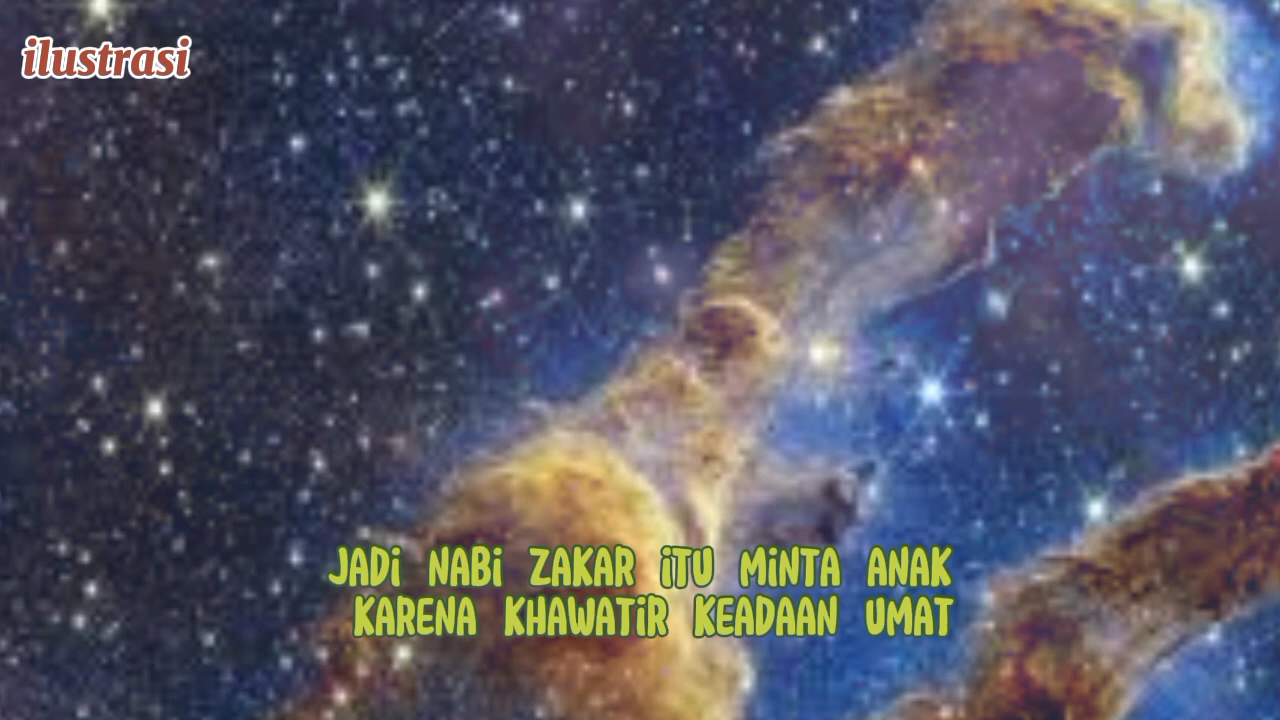 ilustrasi
JADI NABI ZAKAR ITU MINTA ANAK
KARENA KHAWATIR KEADAAN UMAT